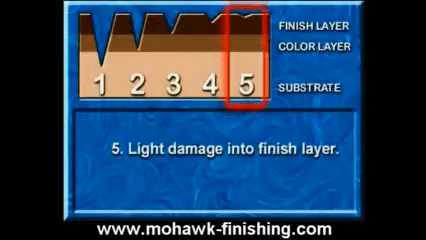 FINISH LAYER
COLOR LAYER
1 2 3 4 5
SUBSTRATE
5. Light damage into finish layer.
www.mohawk-finishing.com